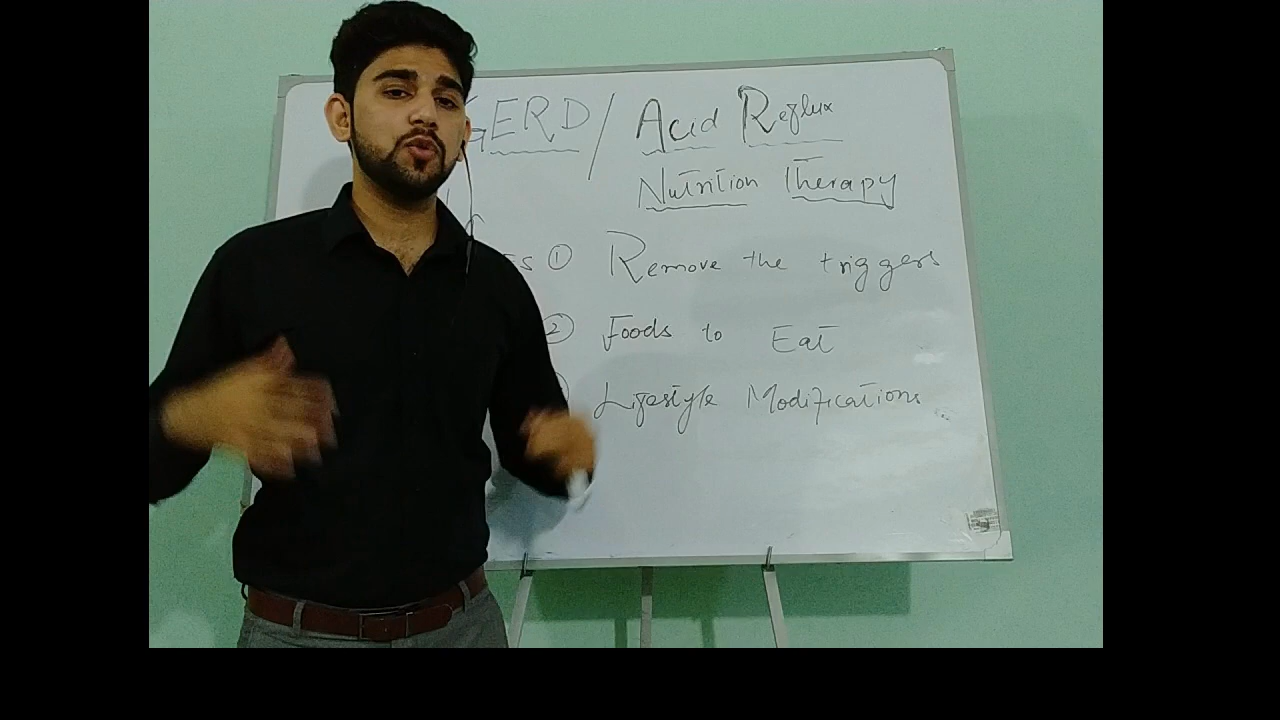 GERD / Acid Reflux
Nutrition Therapy
① Remove the triggers
② Foods to Eat
Lifestyle Modifications